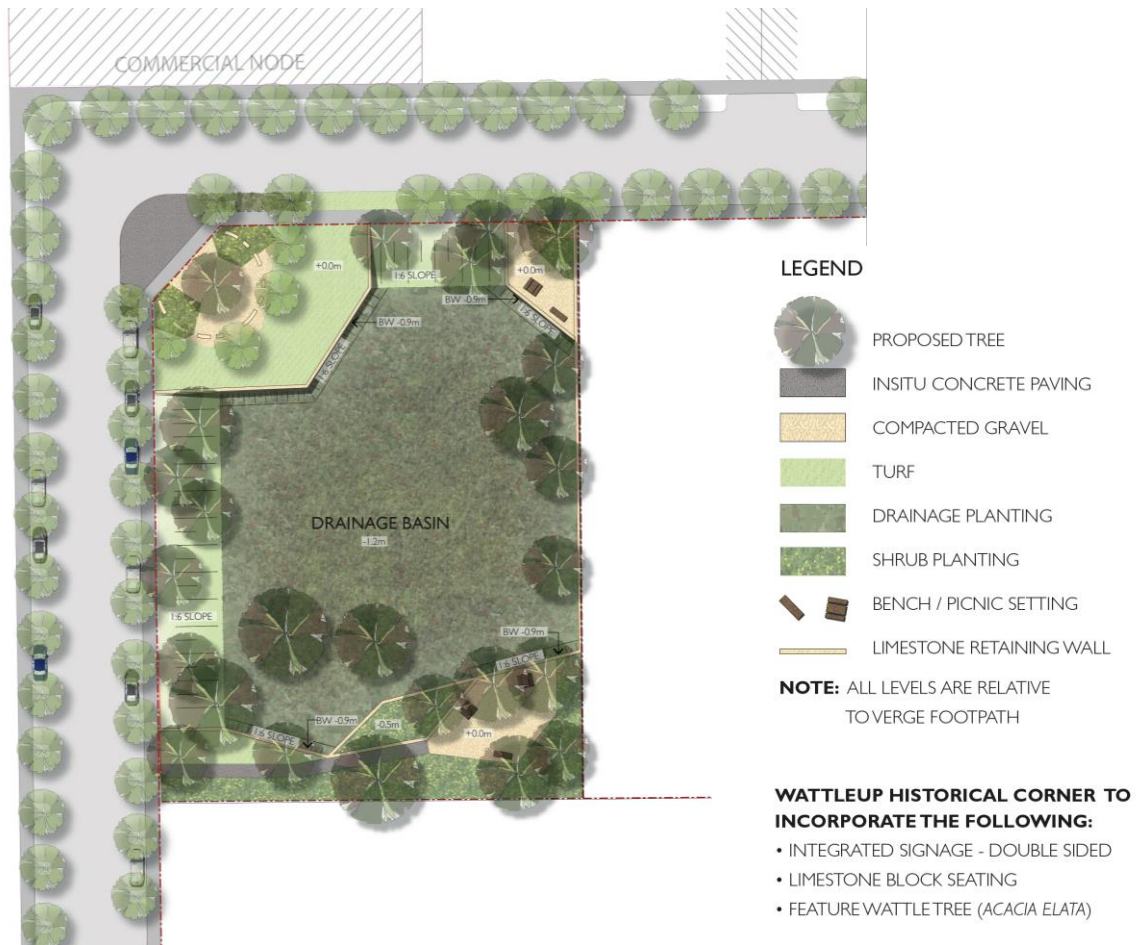 COMMERCIAL NODE
+0.0m
1:6 SLOPE
+0.0m
BW -0.9m
1:6 SLOPE
BW -0.9m
1:6 SLOPE
DRAINAGE BASIN
-1.2m
1:6 SLOPE
BW -0.9m
1:6 SLOPE
-0.5m
+0.0m
BW -0.9m
1:6 SLOPE
LEGEND
PROPOSED TREE
INSITU CONCRETE PAVING
COMPACTED GRAVEL
TURF
DRAINAGE PLANTING
SHRUB PLANTING
BENCH / PICNIC SETTING
LIMESTONE RETAINING WALL
NOTE: ALL LEVELS ARE RELATIVE
TO VERGE FOOTPATH
WATTLEUP HISTORICAL CORNER TO
INCORPORATE THE FOLLOWING:
• INTEGRATED SIGNAGE - DOUBLE SIDED
• LIMESTONE BLOCK SEATING
• FEATURE WATTLE TREE (ACACIA ELATA)